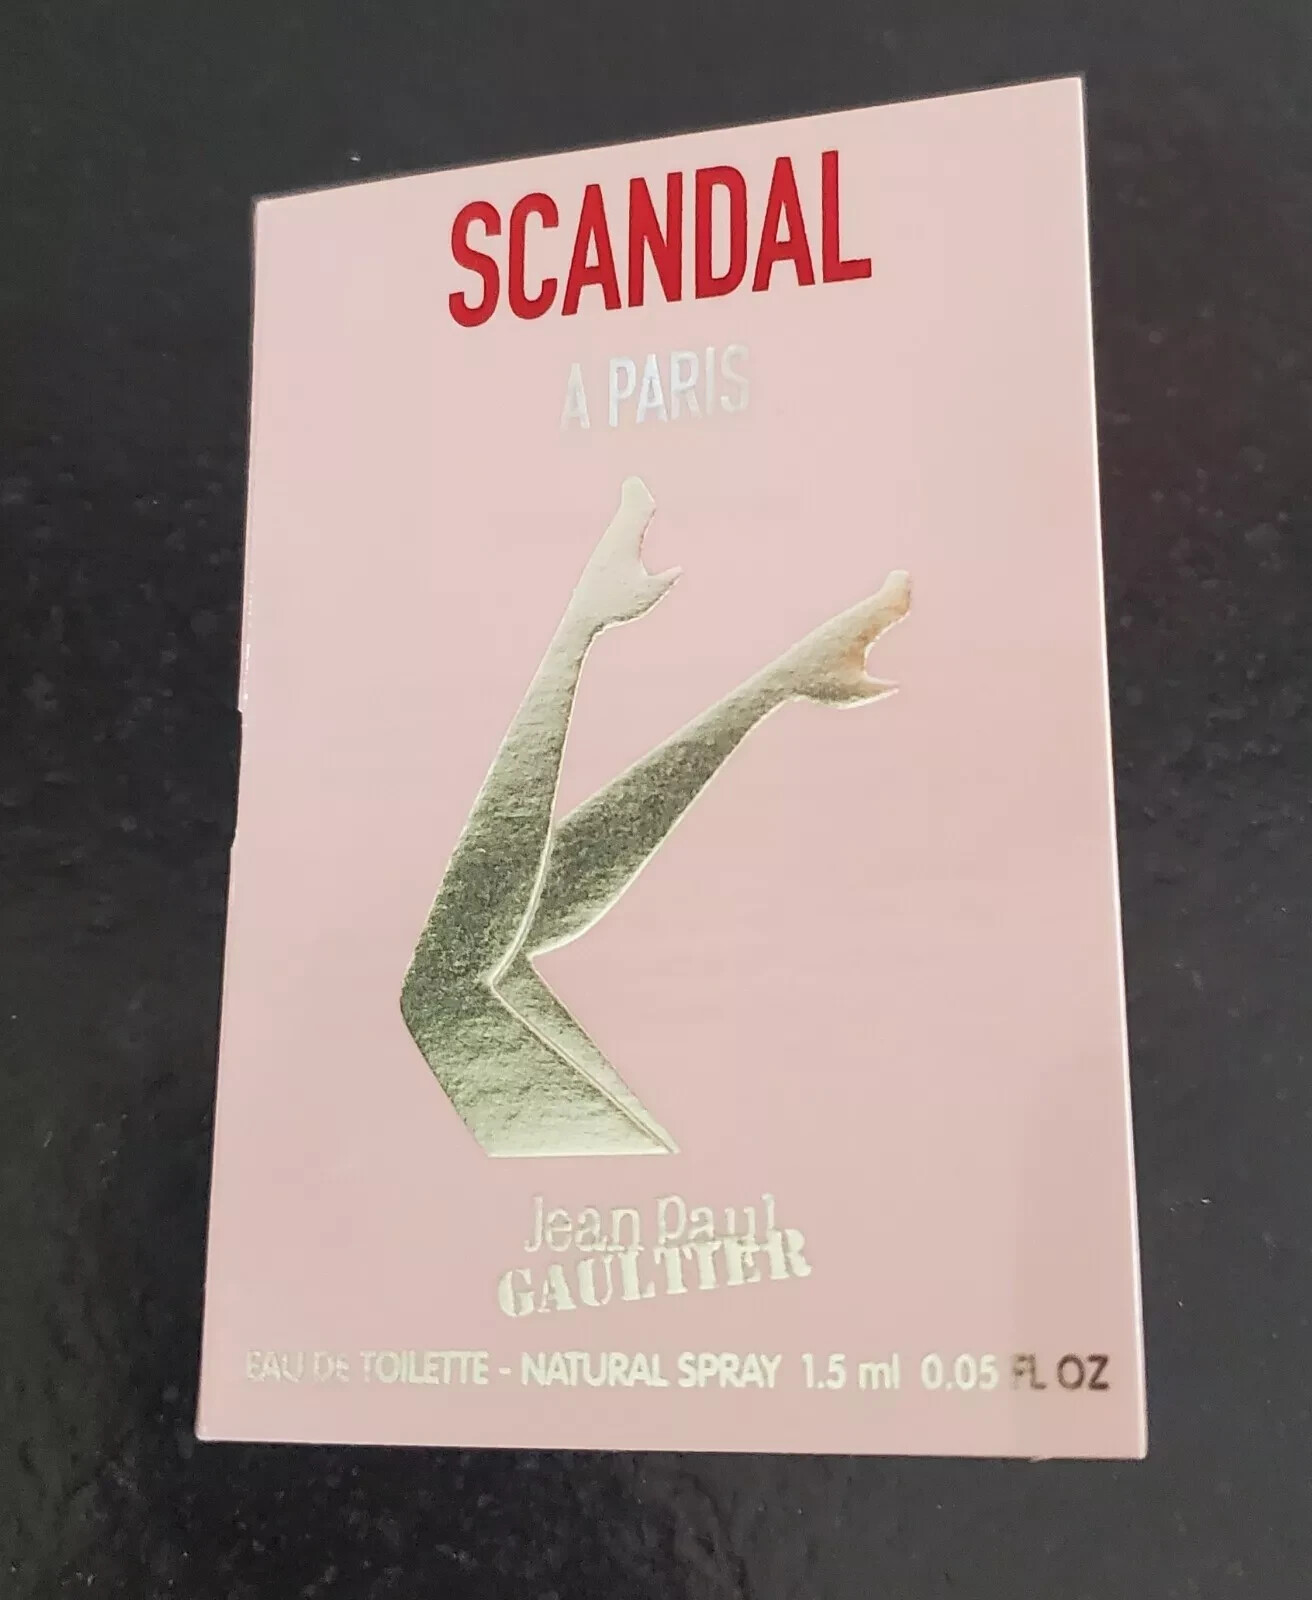 SCANDAL
A PARIS
Jean Paul
GAULTIER
EAU DE TOILETTE - NATURAL SPRAY 1.5 ml 0.05 FL OZ